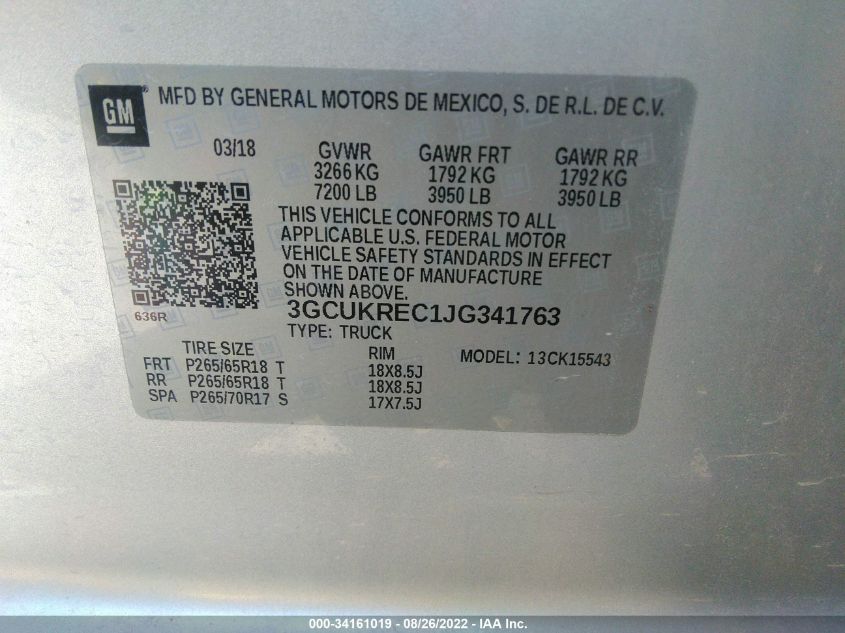 GM ® MFD BY GENERAL MOTORS DE MEXICO, S. DE R.L. DE C.V.
03/18 GVWR GAWR FRT GAWR RR
3266 KG 1792 KG 1792 KG
7200 LB 3950 LB 3950 LB
THIS VEHICLE CONFORMS TO ALL
APPLICABLE U.S. FEDERAL MOTOR
VEHICLE SAFETY STANDARDS IN EFFECT
ON THE DATE OF MANUFACTURE
SHOWN ABOVE.
636R
3GCUKREC1JG341763
TYPE: TRUCK
TIRE SIZE RIM MODEL: 13CK15543
FRT P265/65R18 T 18X8.5J
RR P265/65R18 T 18X8.5J
SPA P265/70R17 S 17X7.5J
000-34161019 - 08/26/2022 - IAA Inc.